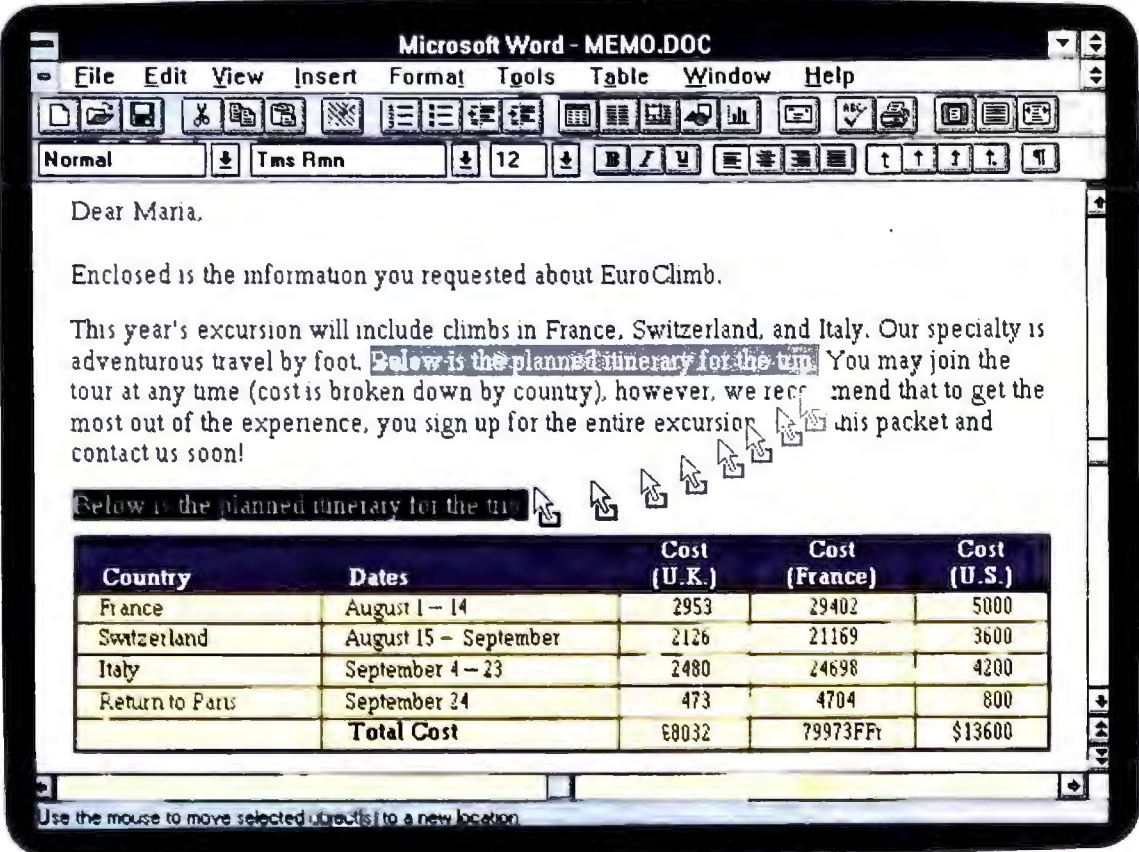 Microsoft Word - MEMO.DOC
File Edit View Insert Format Tools Table Window Help
ABC
Normal Tms Rmn 12 B I U ¶
Dear Maria,
Enclosed is the information you requested about EuroClimb.
This year's excursion will include climbs in France, Switzerland, and Italy. Our specialty is
adventurous travel by foot. Below is the planned itinerary for the You may join the
tour at any time (cost is broken down by country), however, we mend that to get the
most out of the experience, you sign up for the entire this packet and
contact us soon!
Below is the planned itinerary for the
Country Dates Cost (U.K.) Cost (France) Cost (U.S.)
France August 1 – 14 2953 29402 5000
Switzerland August 15 – September 2126 21169 3600
Italy September 4 – 23 2480 24698 4200
Return to Paris September 24 473 4704 800
Total Cost £8032 79973FFr $13600
Use the mouse to move selected object(s) to a new location